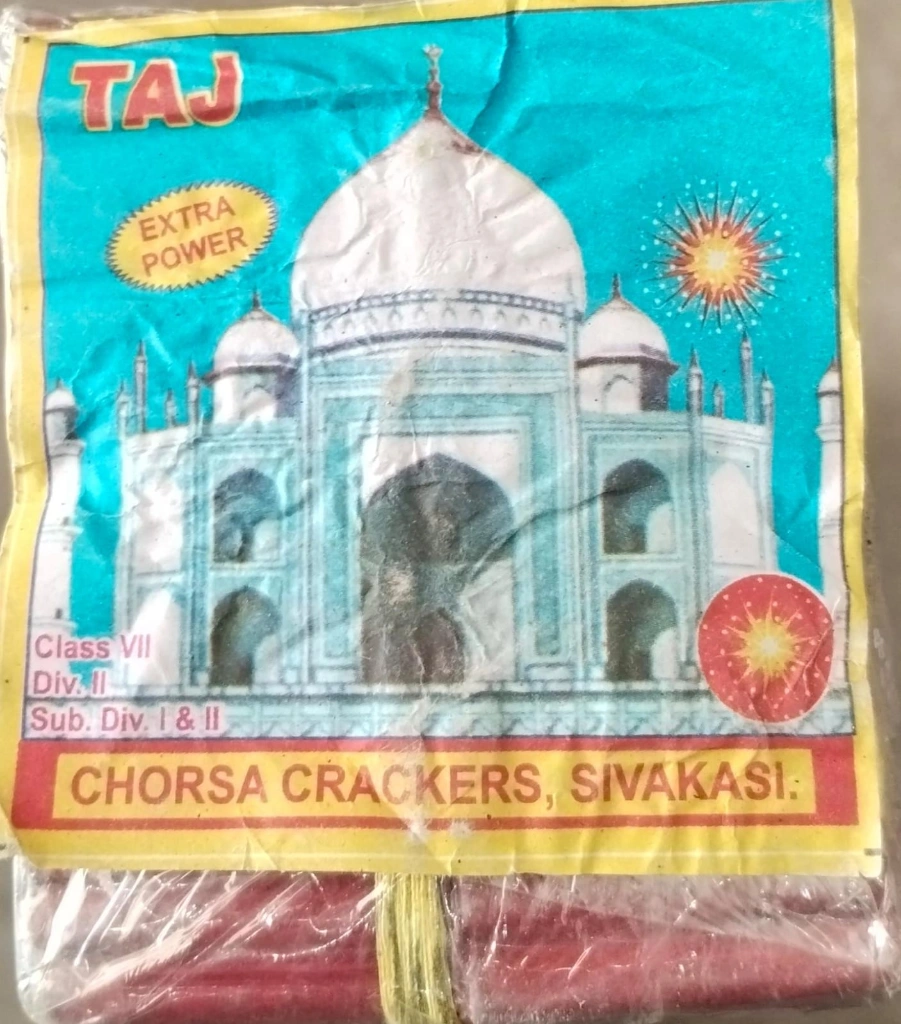 TAJ
EXTRA
POWER
Class VII
Div. II
Sub. Div. I & II
CHORSA CRACKERS, SIVAKASI.